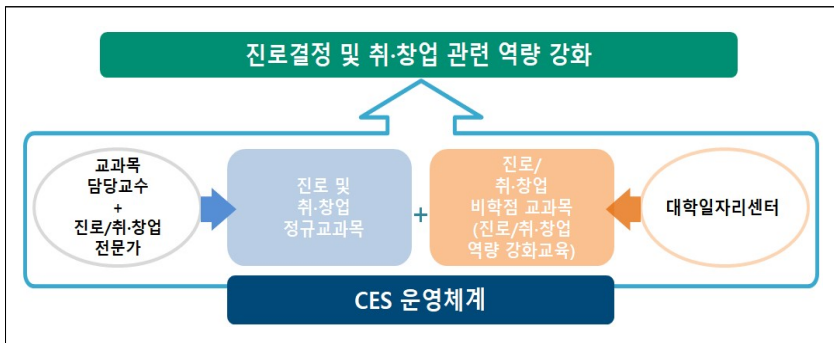 진로결정 및 취·창업 관련 역량 강화
교과목
담당교수
+
진로/취·창업
전문가
진로 및
취·창업
정규교과목
+
진로/
취·창업
비학점 교과목
(진로/취·창업
역량 강화교육)
대학일자리센터
CES 운영체계